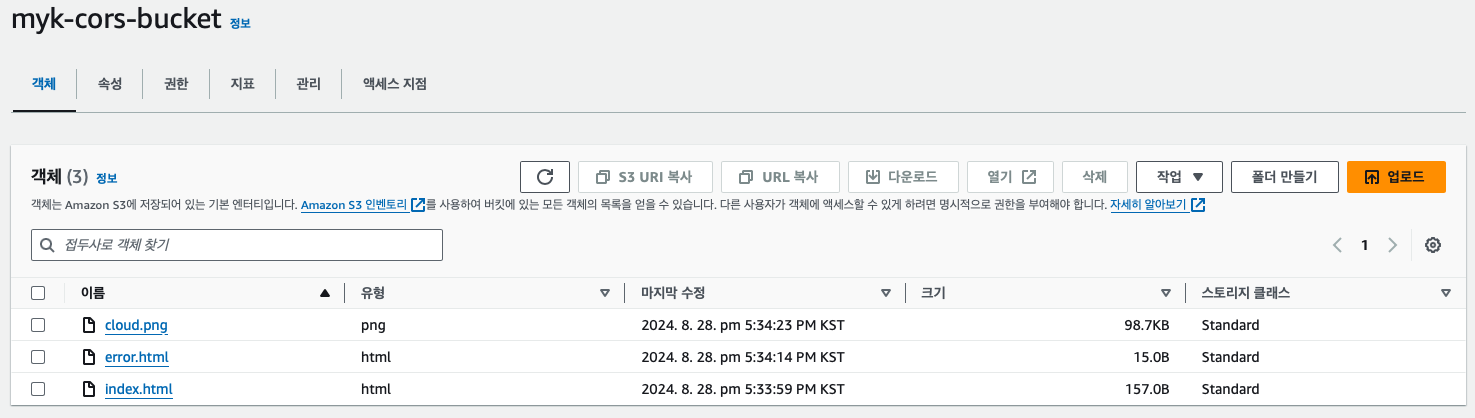 myk-cors-bucket 정보
객체 속성 권한 지표 관리 액세스 지점
객체 (3) 정보 S3 URI 복사 URL 복사 다운로드 열기 삭제 작업 폴더 만들기 업로드
객체는 Amazon S3에 저장되어 있는 기본 엔터티입니다. Amazon S3 인벤토리를 사용하여 버킷에 있는 모든 객체의 목록을 얻을 수 있습니다. 다른 사용자가 객체에 액세스할 수 있게 하려면 명시적으로 권한을 부여해야 합니다. 자세히 알아보기
접두사로 객체 찾기 1
이름 유형 마지막 수정 크기 스토리지 클래스
cloud.png png 2024. 8. 28. pm 5:34:23 PM KST 98.7KB Standard
error.html html 2024. 8. 28. pm 5:34:14 PM KST 15.0B Standard
index.html html 2024. 8. 28. pm 5:33:59 PM KST 157.0B Standard